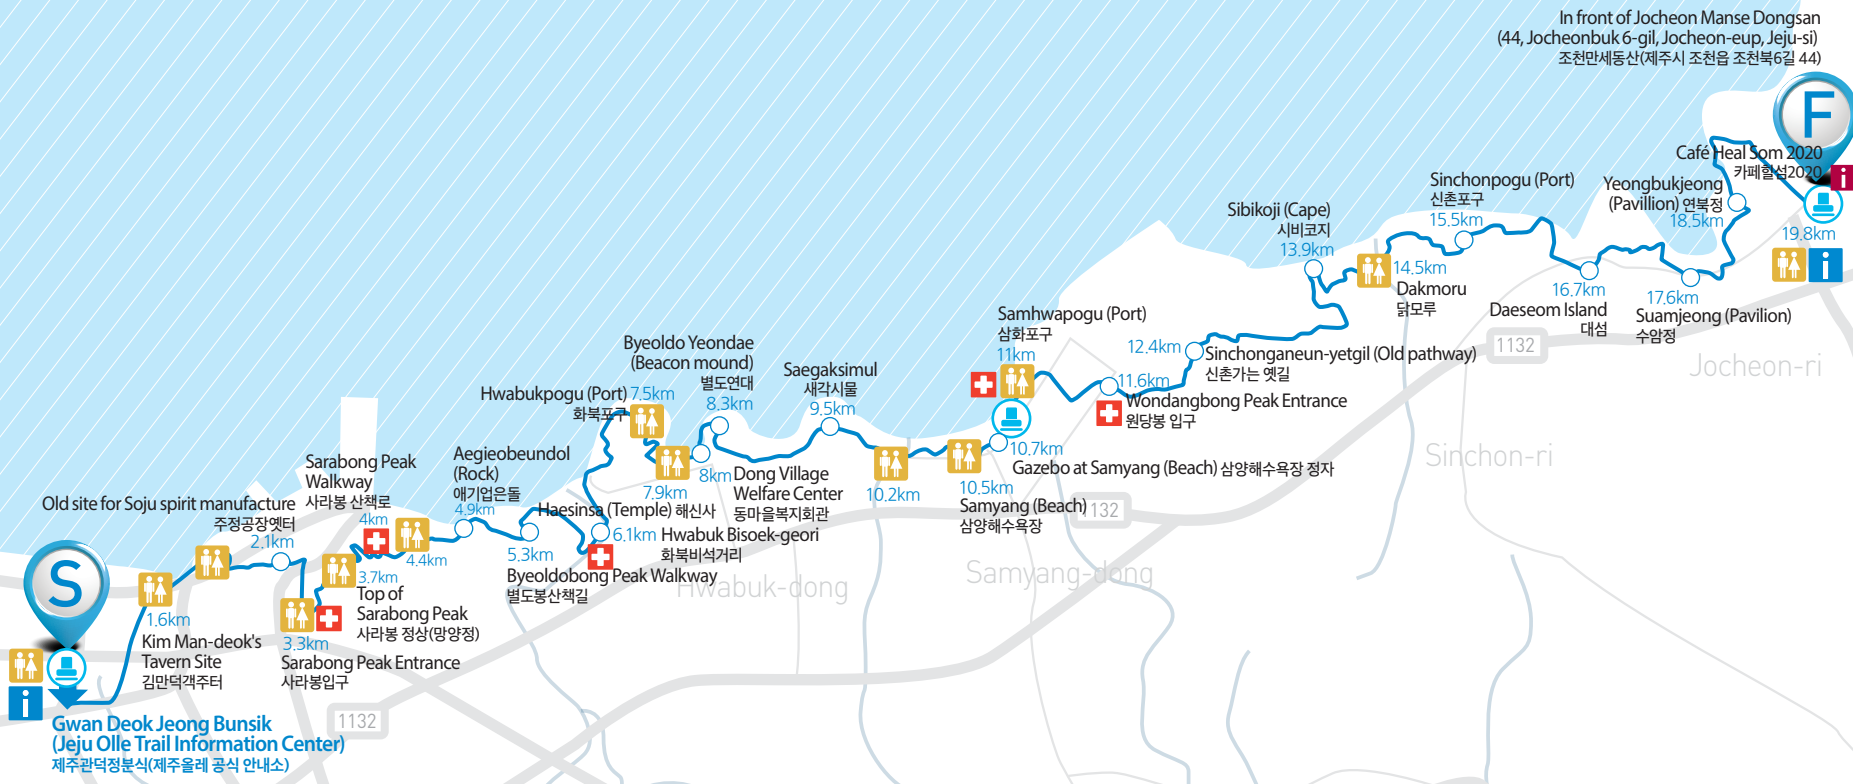 In front of Jocheon Manse Dongsan
(44, Jocheonbuk 6-gil, Jocheon-eup, Jeju-si)
조천만세동산(제주시 조천읍 조천북6길 44)
F
Café Heal Som 2020
카페힐섬2020
i
19.8km
i
Yeongbukjeong
(Pavillion) 연북정
18.5km
Sinchonpogu (Port)
신촌포구
15.5km
Sibikoji (Cape)
시비코지
13.9km
14.5km
Dakmoru
닭모루
16.7km
Daeseom Island
대섬
17.6km
Suamjeong (Pavilion)
수암정
1132
Jocheon-ri
Samhwapogu (Port)
삼화포구
11km
12.4km
Sinchonganeun-yetgil (Old pathway)
신촌가는 옛길
11.6km
Wondangbong Peak Entrance
원당봉 입구
Sinchon-ri
Byeoldo Yeondae
(Beacon mound)
별도연대
8.3km
Saegaksimul
새각시물
9.5km
Hwabukpogu (Port)
화북포구
7.5km
10.7km
Gazebo at Samyang (Beach) 삼양해수욕장 정자
7.9km
8km
Dong Village
Welfare Center
동마을복지회관
10.2km
10.5km
Samyang (Beach)
삼양해수욕장
1132
Samyang-dong
Aegieobeundol
(Rock)
애기업은돌
4.9km
Haesinsa (Temple) 해신사
6.1km
Hwabuk Bisoek-geori
화북비석거리
5.3km
Byeoldobong Peak Walkway
별도봉산책길
Hwabuk-dong
Sarabong Peak
Walkway
사라봉 산책로
4km
4.4km
Old site for Soju spirit manufacture
주정공장옛터
2.1km
3.7km
Top of
Sarabong Peak
사라봉 정상(망양정)
3.3km
Sarabong Peak Entrance
사라봉입구
S
1.6km
Kim Man-deok's
Tavern Site
김만덕객주터
i
1132
Gwan Deok Jeong Bunsik
(Jeju Olle Trail Information Center)
제주관덕정분식(제주올레 공식 안내소)